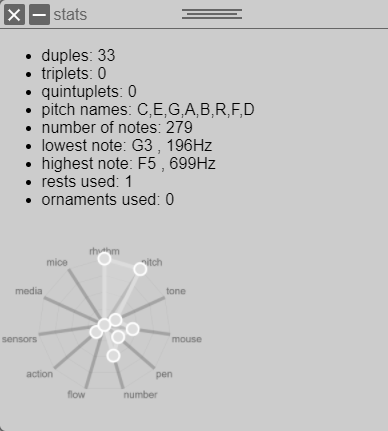 stats
duples: 33
triplets: 0
quintuplets: 0
pitch names: C,E,G,A,B,R,F,D
number of notes: 279
lowest note: G3 , 196Hz
highest note: F5 , 699Hz
rests used: 1
ornaments used: 0
rhythm
mice
pitch
media
tone
sensors
mouse
action
pen
flow
number